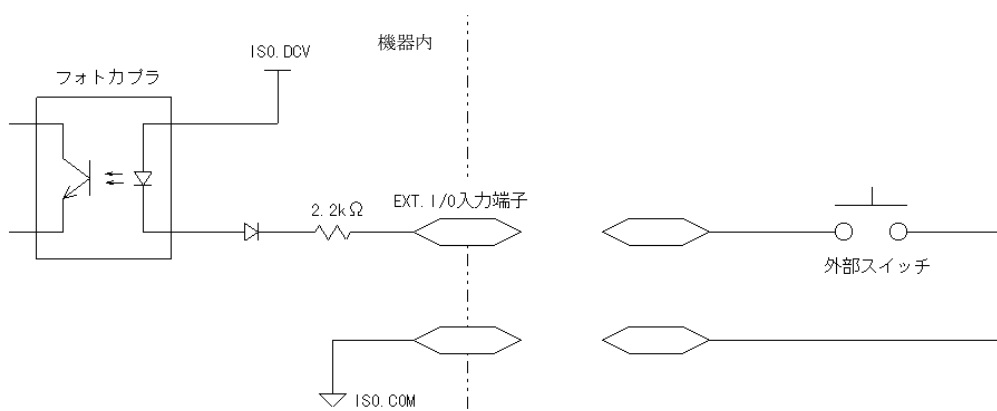 機器内
ISO.DCV
フォトカプラ
2.2kΩ
EXT.I/O入力端子
外部スイッチ
ISO.COM